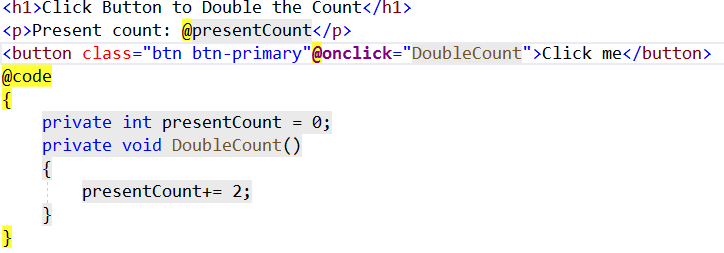 <h1>Click Button to Double the Count</h1>
<p>Present count: @presentCount</p>
<button class="btn btn-primary"@onclick="DoubleCount">Click me</button>
@code
{
    private int presentCount = 0;
    private void DoubleCount()
    {
        presentCount+= 2;
    }
}